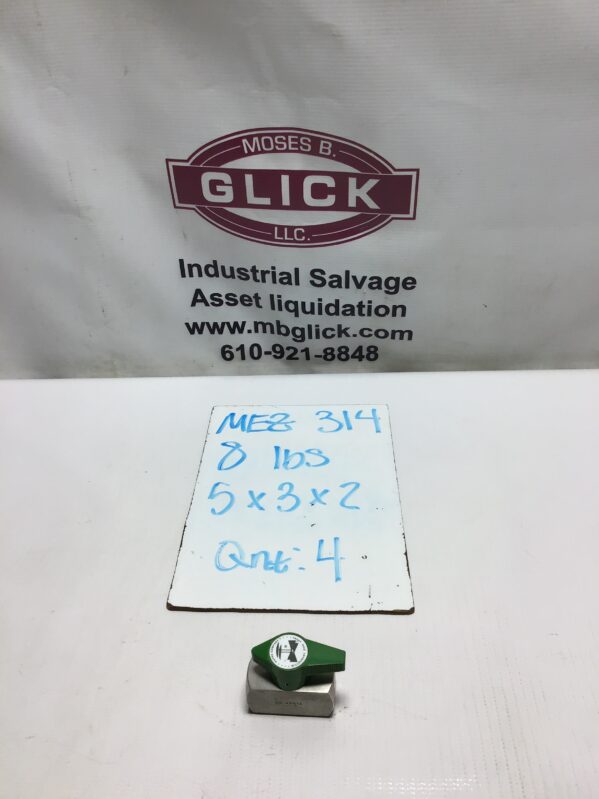 MOSES B.
GLICK
LLC.
Industrial Salvage
Asset liquidation
www.mbglick.com
610-921-8848
MEZ 314
8 lbs
5 x 3 x 2
Qnt: 4